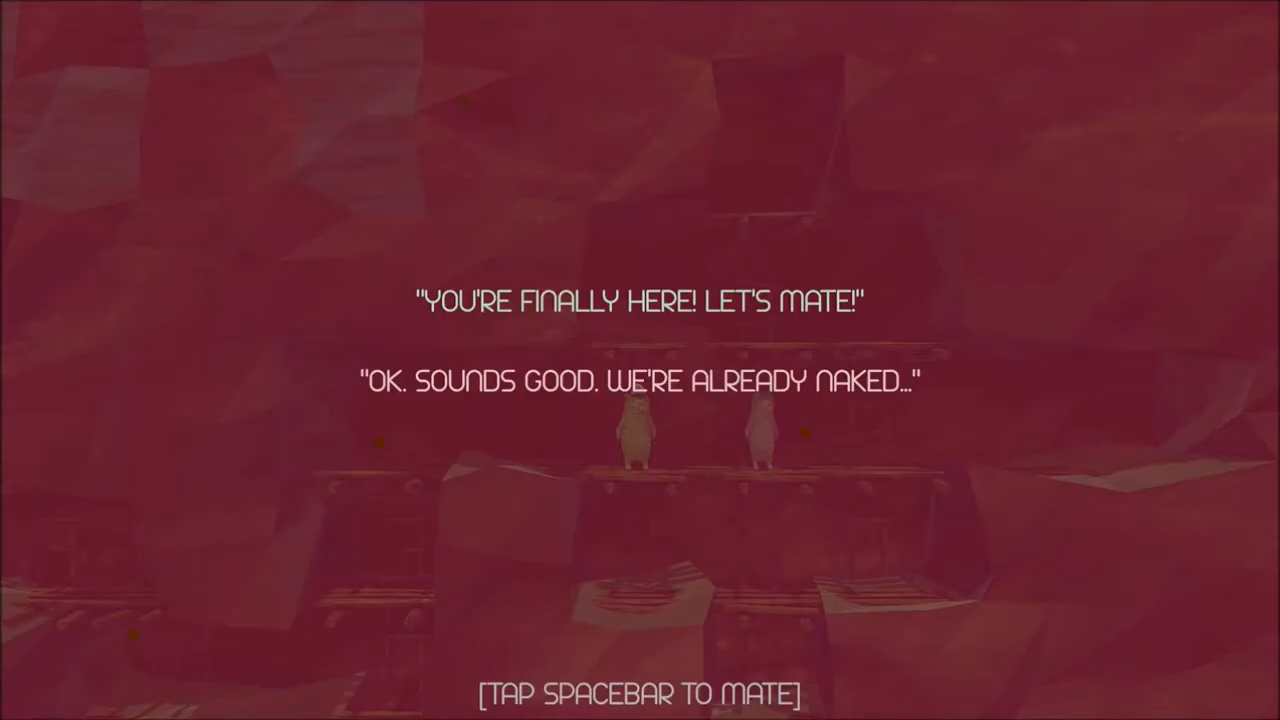 "YOU'RE FINALLY HERE! LET'S MATE!"
"OK. SOUNDS GOOD. WE'RE ALREADY NAKED..."
[TAP SPACEBAR TO MATE]